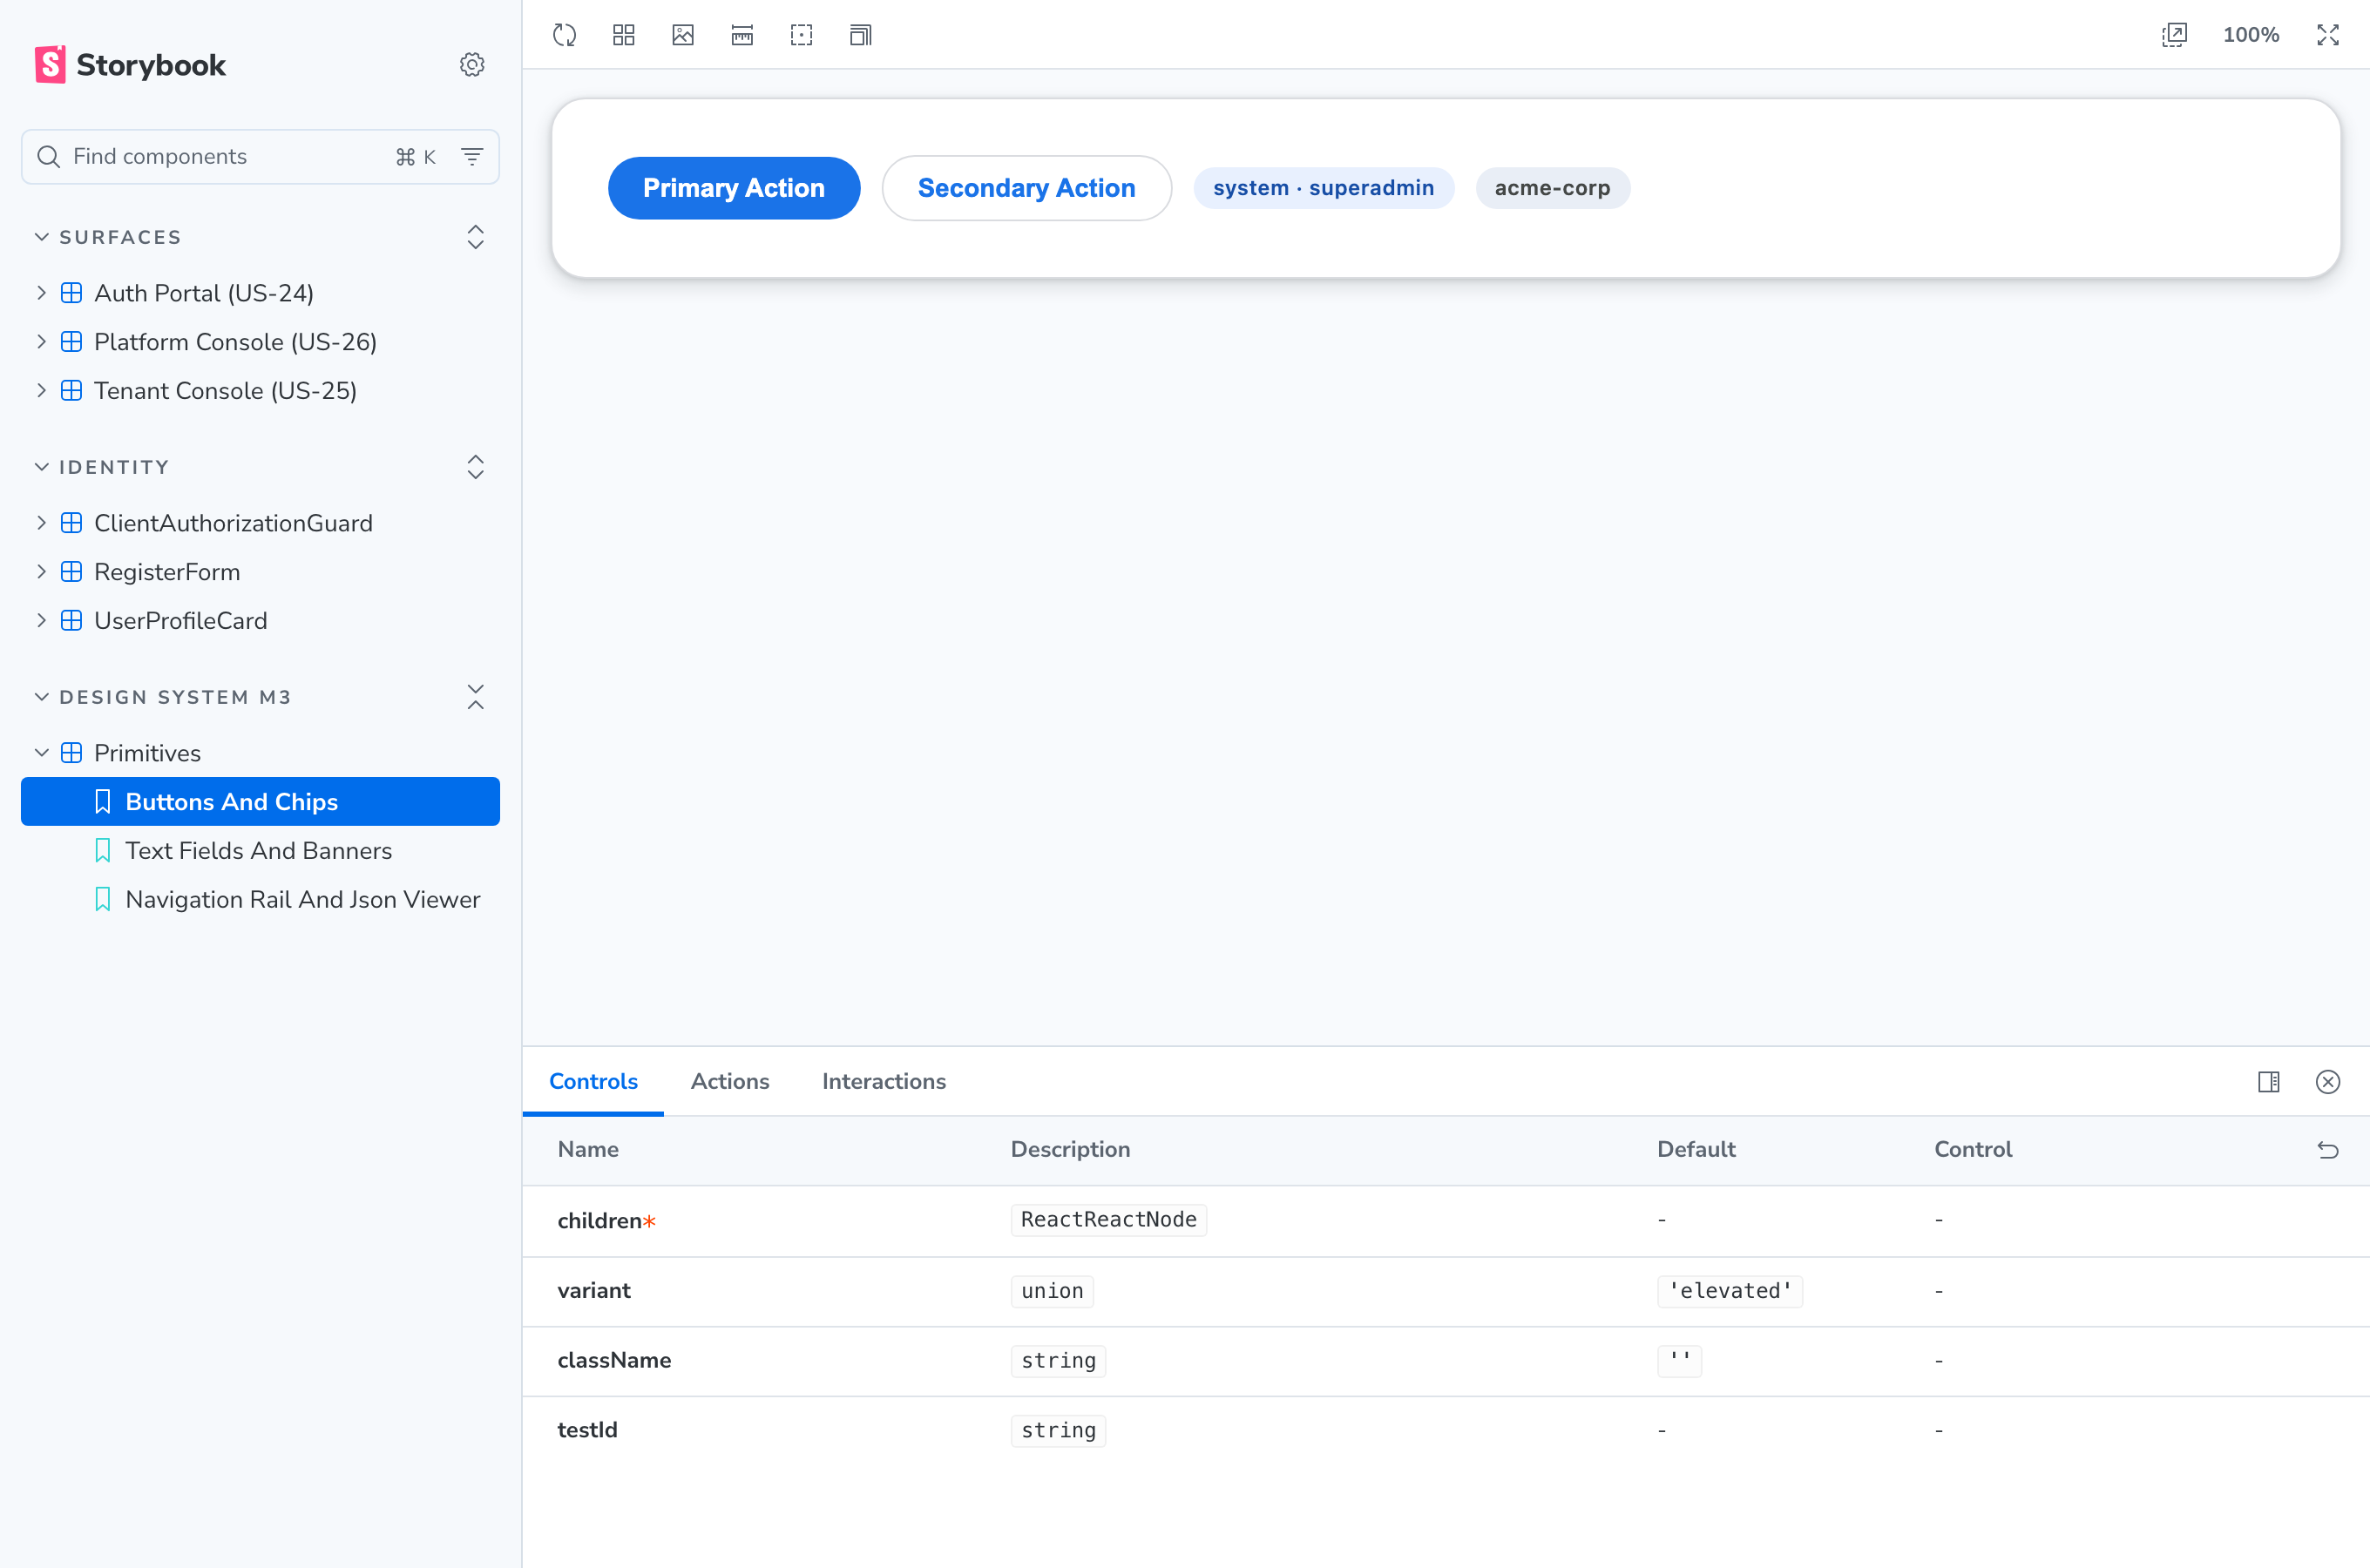 Storybook
Find components
⌘ K
SURFACES
Auth Portal (US-24)
Platform Console (US-26)
Tenant Console (US-25)
IDENTITY
ClientAuthorizationGuard
RegisterForm
UserProfileCard
DESIGN SYSTEM M3
Primitives
Buttons And Chips
Text Fields And Banners
Navigation Rail And Json Viewer
100%
Primary Action
Secondary Action
system · superadmin
acme-corp
Controls Actions Interactions
Name Description Default Control
children* ReactReactNode - -
variant union 'elevated' -
className string '' -
testId string - -